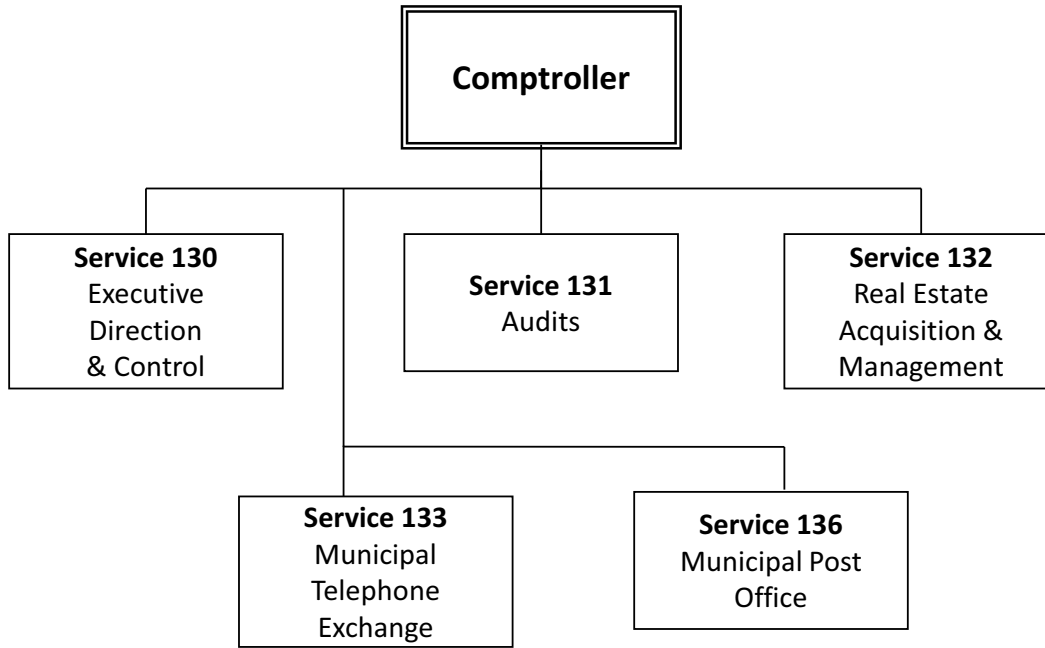 Comptroller
Service 130
Executive
Direction
& Control
Service 131
Audits
Service 132
Real Estate
Acquisition &
Management
Service 133
Municipal
Telephone
Exchange
Service 136
Municipal Post
Office